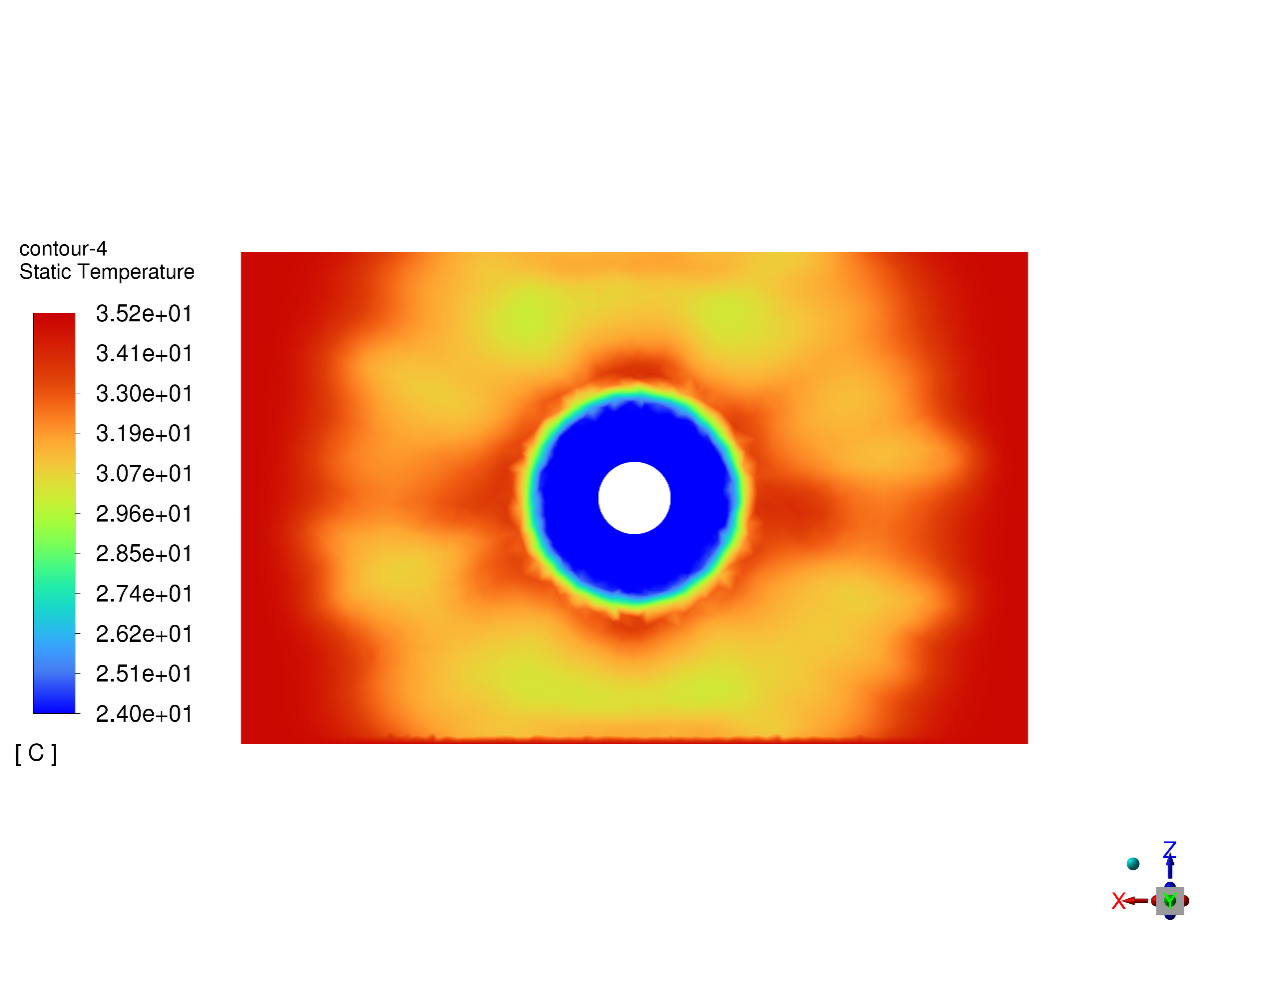 contour-4
Static Temperature
3.52e+01
3.41e+01
3.30e+01
3.19e+01
3.07e+01
2.96e+01
2.85e+01
2.74e+01
2.62e+01
2.51e+01
2.40e+01
[ C ]
Z
X
Y